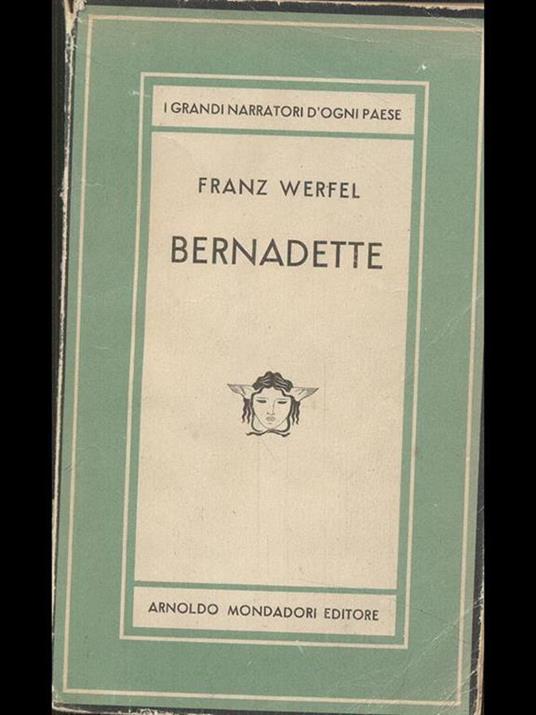 I GRANDI NARRATORI D'OGNI PAESE
FRANZ WERFEL
BERNADETTE
ARNOLDO MONDADORI EDITORE